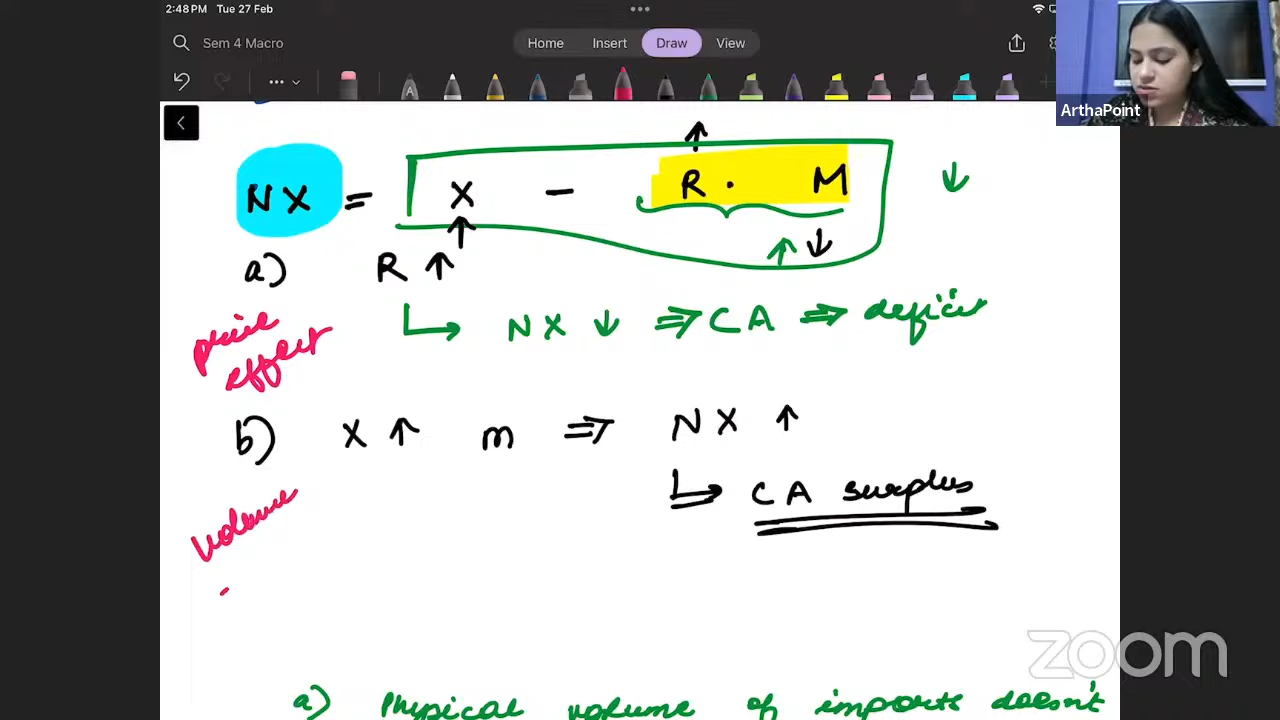 2:48 PM Tue 27 Feb
Sem 4 Macro
Home Insert Draw View
A
ArthaPoint
NX = X - R . M ↓
↑
↑ ↑ ↓
a) R ↑
↳ NX ↓ ⇒ CA ⇒ deficit
price
effect
b) X ↑ m ⇒ NX ↑
↳ CA surplus
volume
zoom
a) Physical volume of imports doesn't